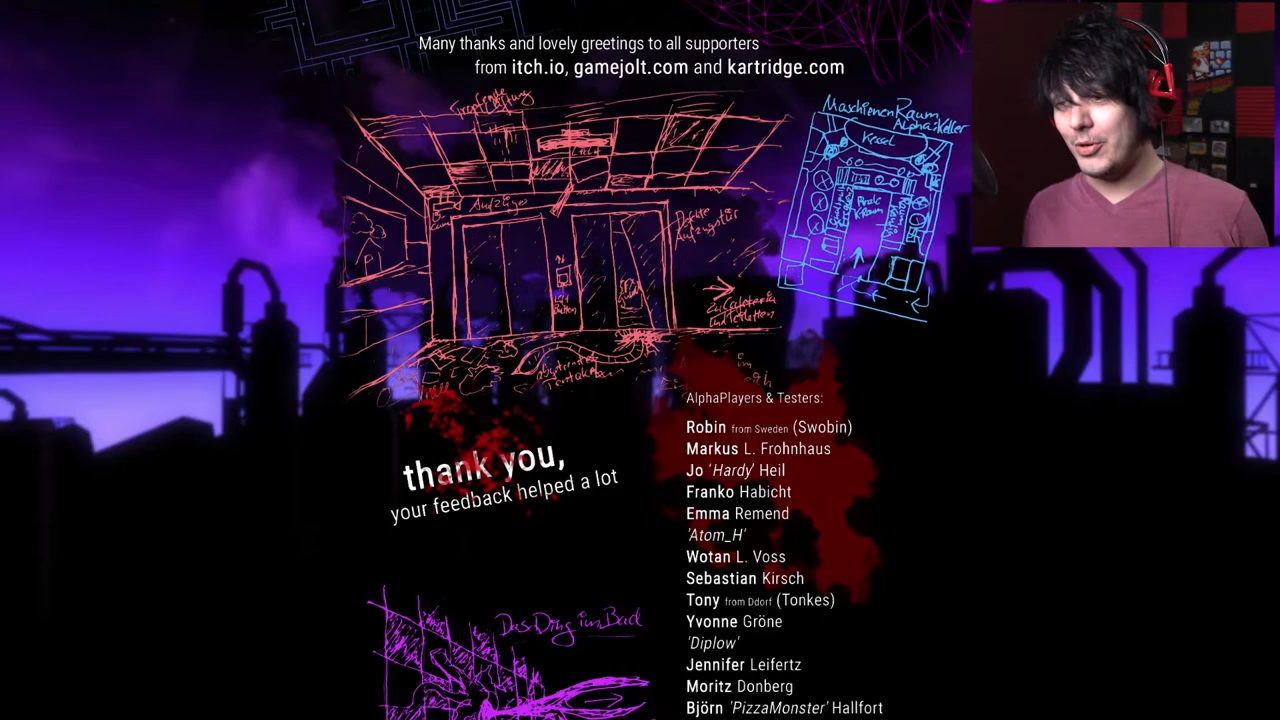 Many thanks and lovely greetings to all supporters
from itch.io, gamejolt.com and kartridge.com
MaschienenRaum
Alpha:Keller
Kessel
Aufzüge
AlphaPlayers & Testers:
Robin from Sweden (Swobin)
Markus L. Frohnhaus
Jo 'Hardy' Heil
thank you,
your feedback helped a lot
Franko Habicht
Emma Remend
'Atom_H'
Wotan L. Voss
Sebastian Kirsch
Tony from Ddorf (Tonkes)
Yvonne Gröne
'Diplow'
Jennifer Leifertz
Moritz Donberg
Björn 'PizzaMonster' Hallfort
Das Ding im Bad